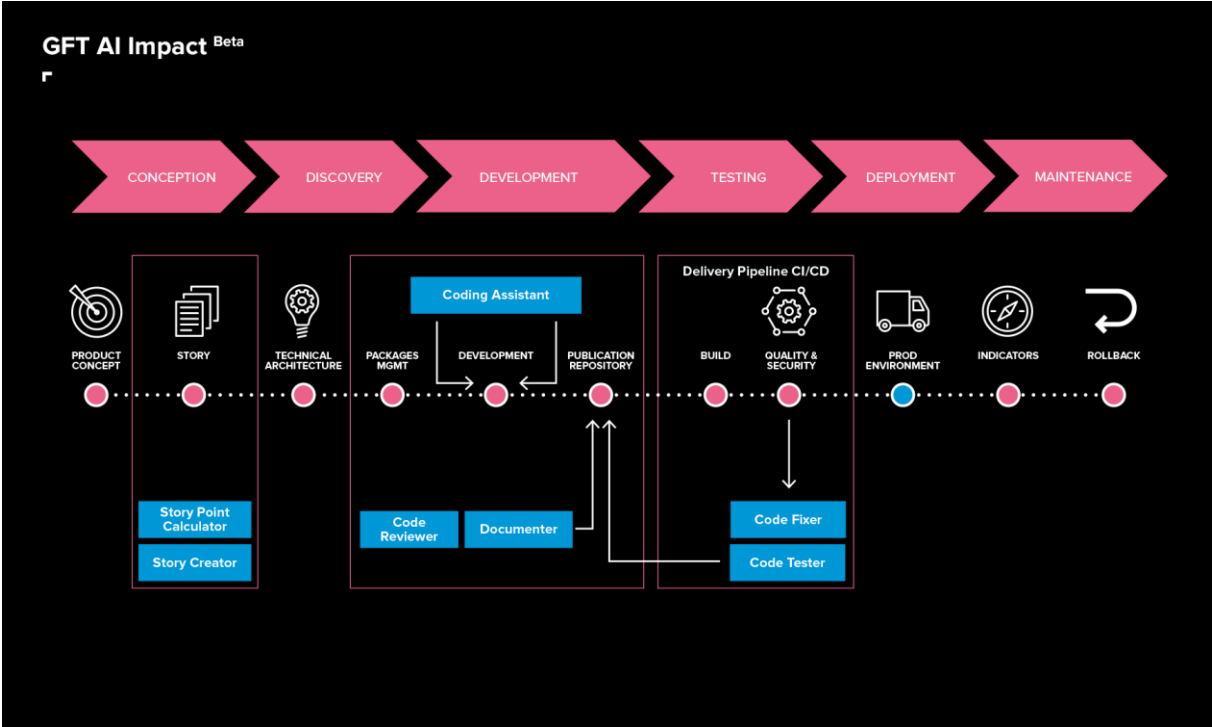 GFT AI Impact Beta
CONCEPTION
DISCOVERY
DEVELOPMENT
TESTING
DEPLOYMENT
MAINTENANCE
Delivery Pipeline CI/CD
Coding Assistant
PRODUCT
CONCEPT
STORY
TECHNICAL
ARCHITECTURE
PACKAGES
MGMT
DEVELOPMENT
PUBLICATION
REPOSITORY
BUILD
QUALITY &
SECURITY
PROD
ENVIRONMENT
INDICATORS
ROLLBACK
Story Point
Calculator
Story Creator
Code
Reviewer
Documenter
Code Fixer
Code Tester